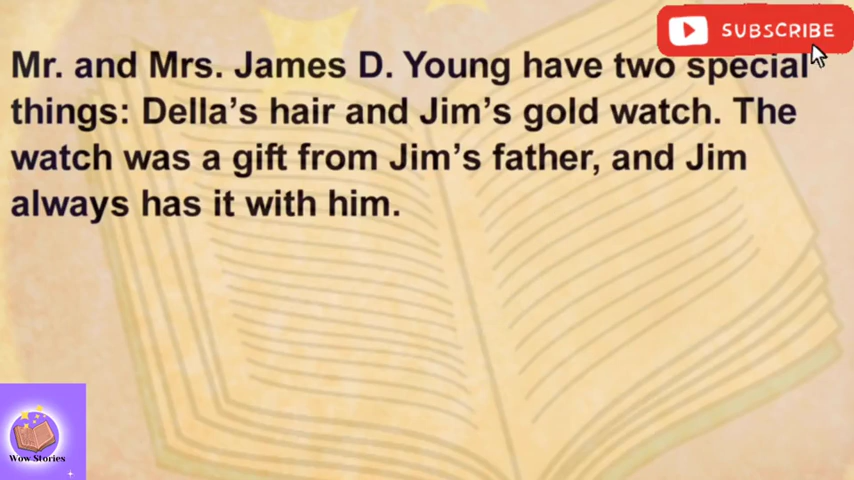 SUBSCRIBE
Mr. and Mrs. James D. Young have two special
things: Della’s hair and Jim’s gold watch. The
watch was a gift from Jim’s father, and Jim
always has it with him.
Wow Stories